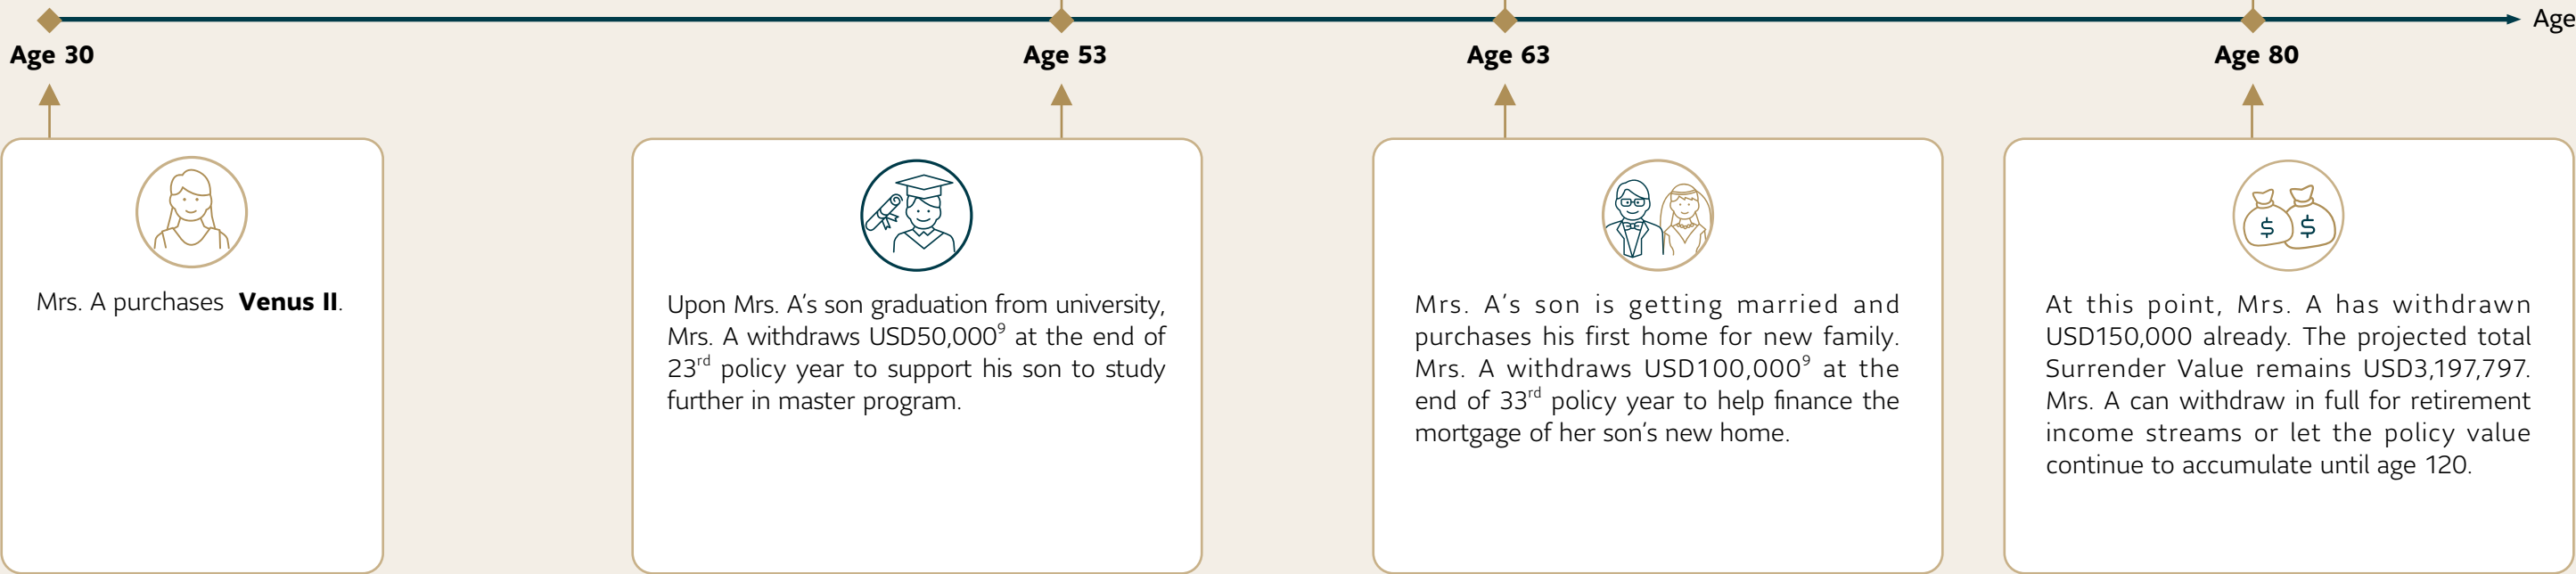 Age
Age 30
Age 53
Age 63
Age 80
Mrs. A purchases Venus II.
Upon Mrs. A’s son graduation from university,
Mrs. A withdraws USD50,000⁹ at the end of
23rd policy year to support his son to study
further in master program.
Mrs. A’s son is getting married and
purchases his first home for new family.
Mrs. A withdraws USD100,000⁹ at the
end of 33rd policy year to help finance the
mortgage of her son’s new home.
$ $
At this point, Mrs. A has withdrawn
USD150,000 already. The projected total
Surrender Value remains USD3,197,797.
Mrs. A can withdraw in full for retirement
income streams or let the policy value
continue to accumulate until age 120.